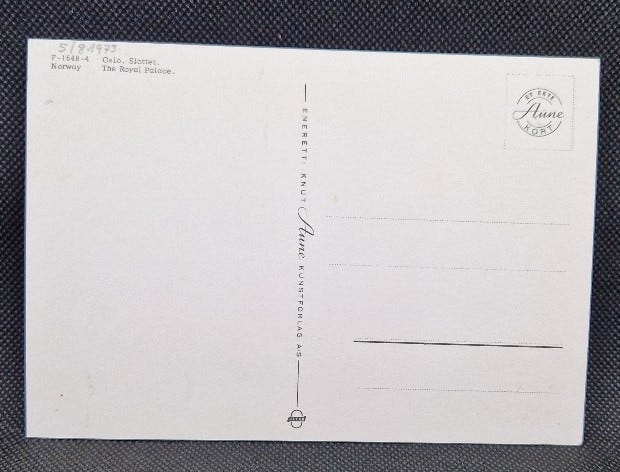 5/8 1973
F-1648-4 Oslo. Slottet.
Norway The Royal Palace.
ENERETT: KNUT Aune KUNSTFORLAG A/S
ET EKTE
Aune
KORT